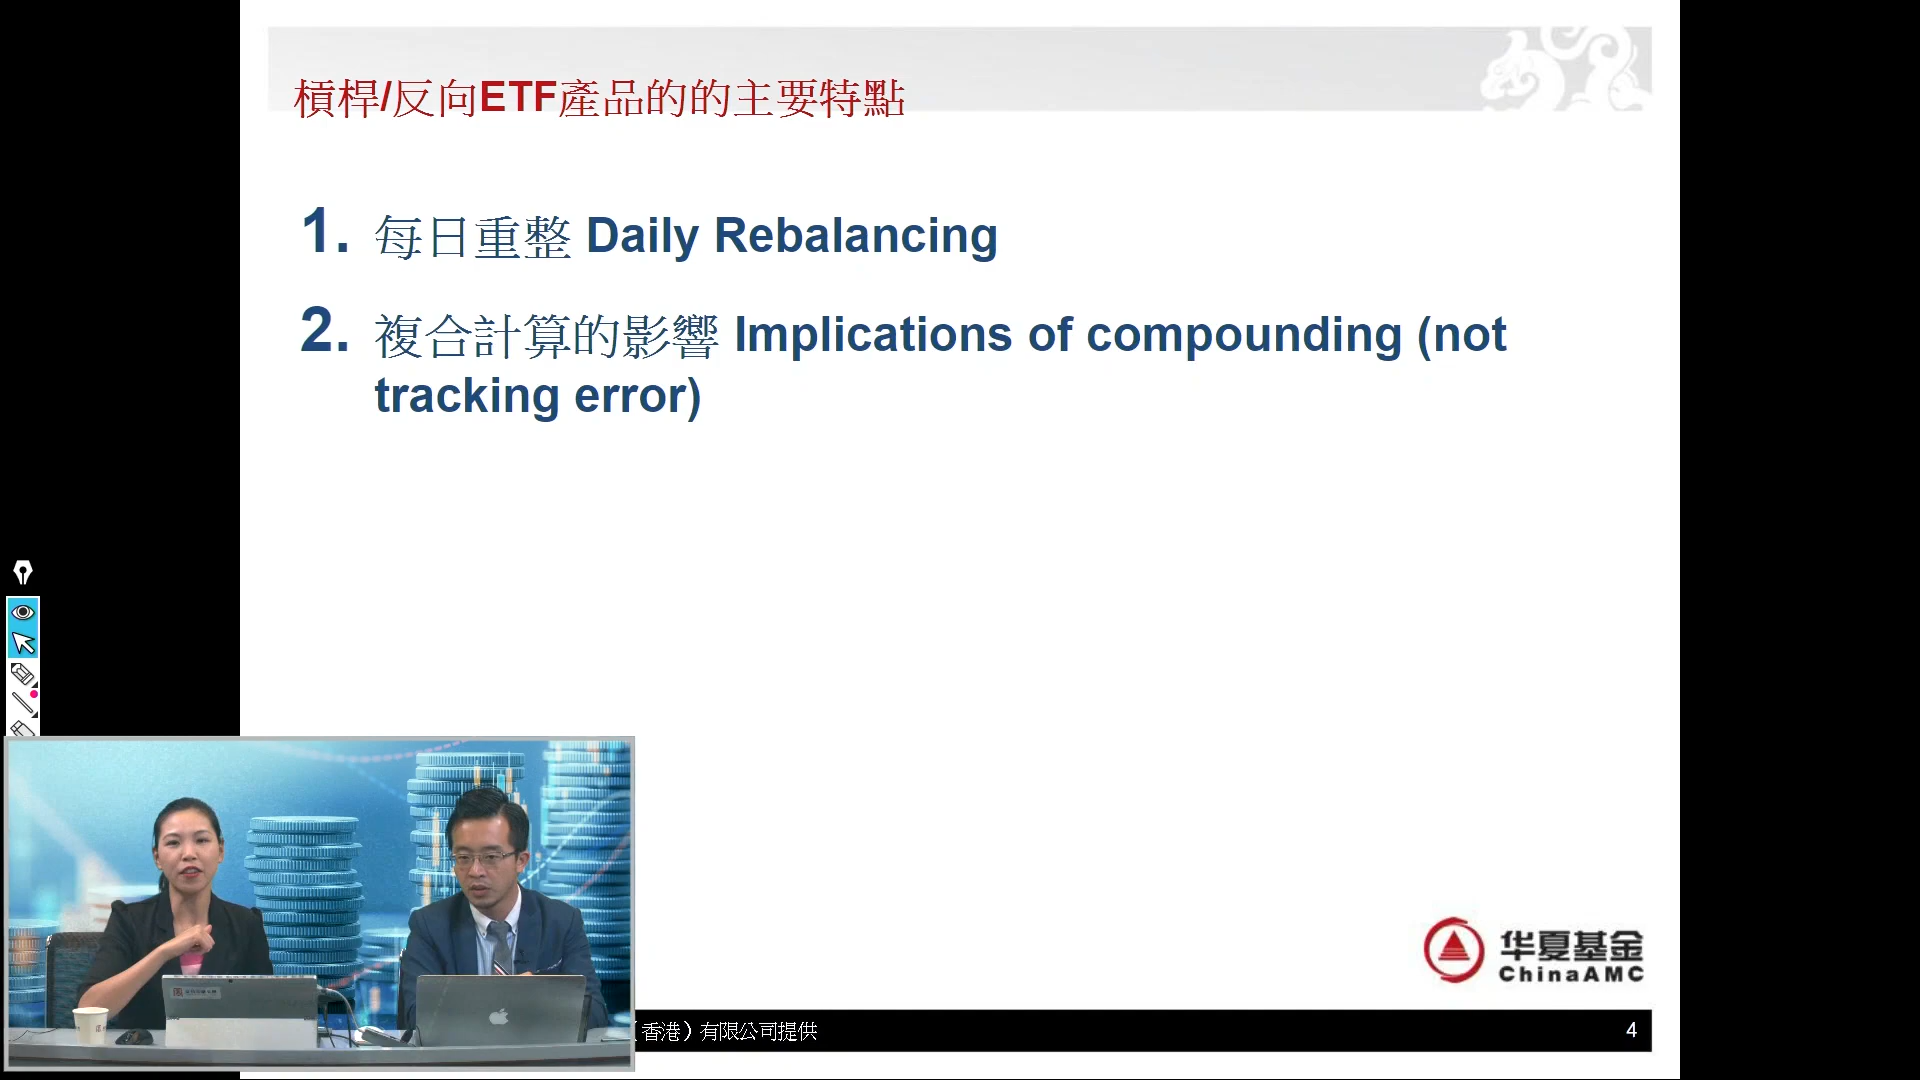 槓桿/反向ETF產品的的主要特點
1. 每日重整 Daily Rebalancing
2. 複合計算的影響 Implications of compounding (not
tracking error)
华夏基金
ChinaAMC
（香港）有限公司提供
4